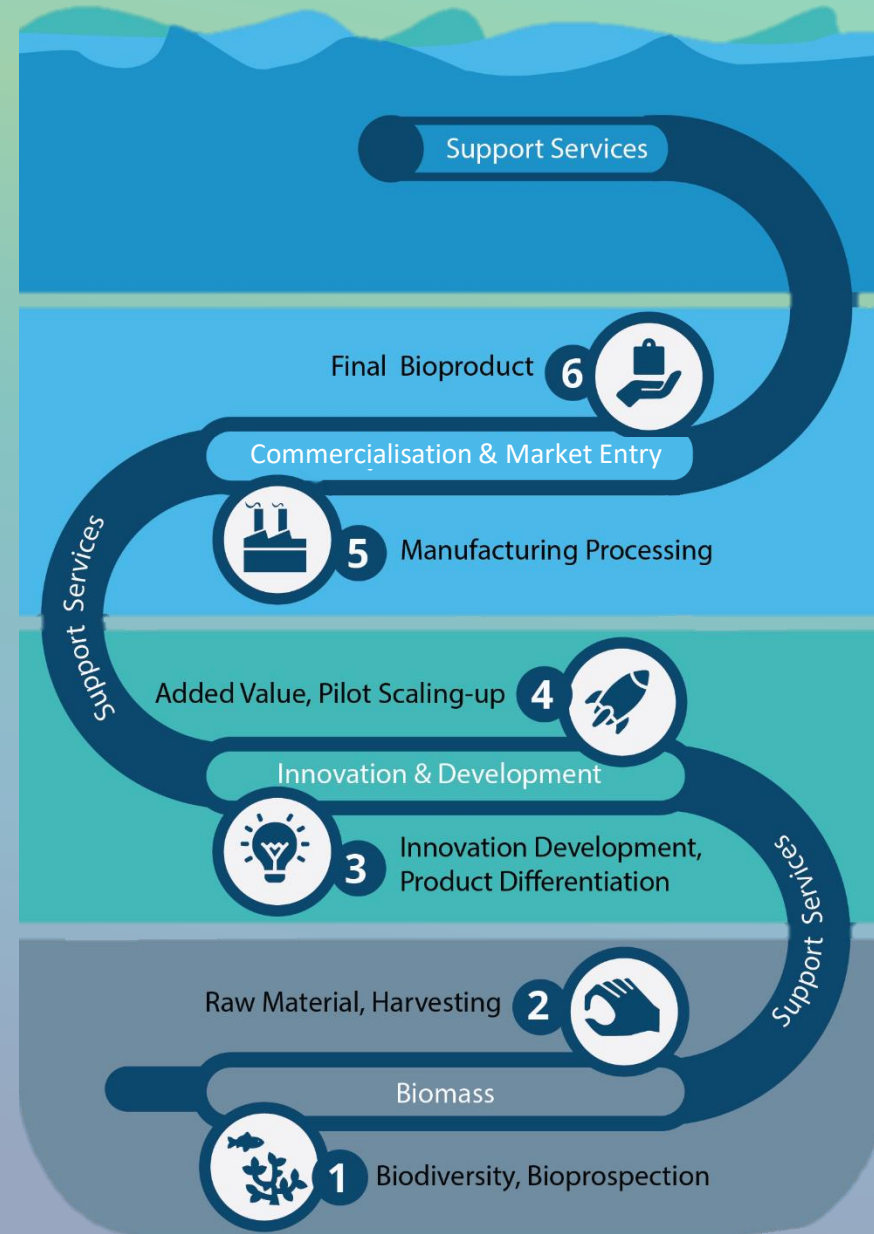 Support Services
Final Bioproduct 6
Commercialisation & Market Entry
5 Manufacturing Processing
Support Services
Added Value, Pilot Scaling-up 4
Innovation & Development
3 Innovation Development,
Product Differentiation
Support Services
Raw Material, Harvesting 2
Biomass
1 Biodiversity, Bioprospection